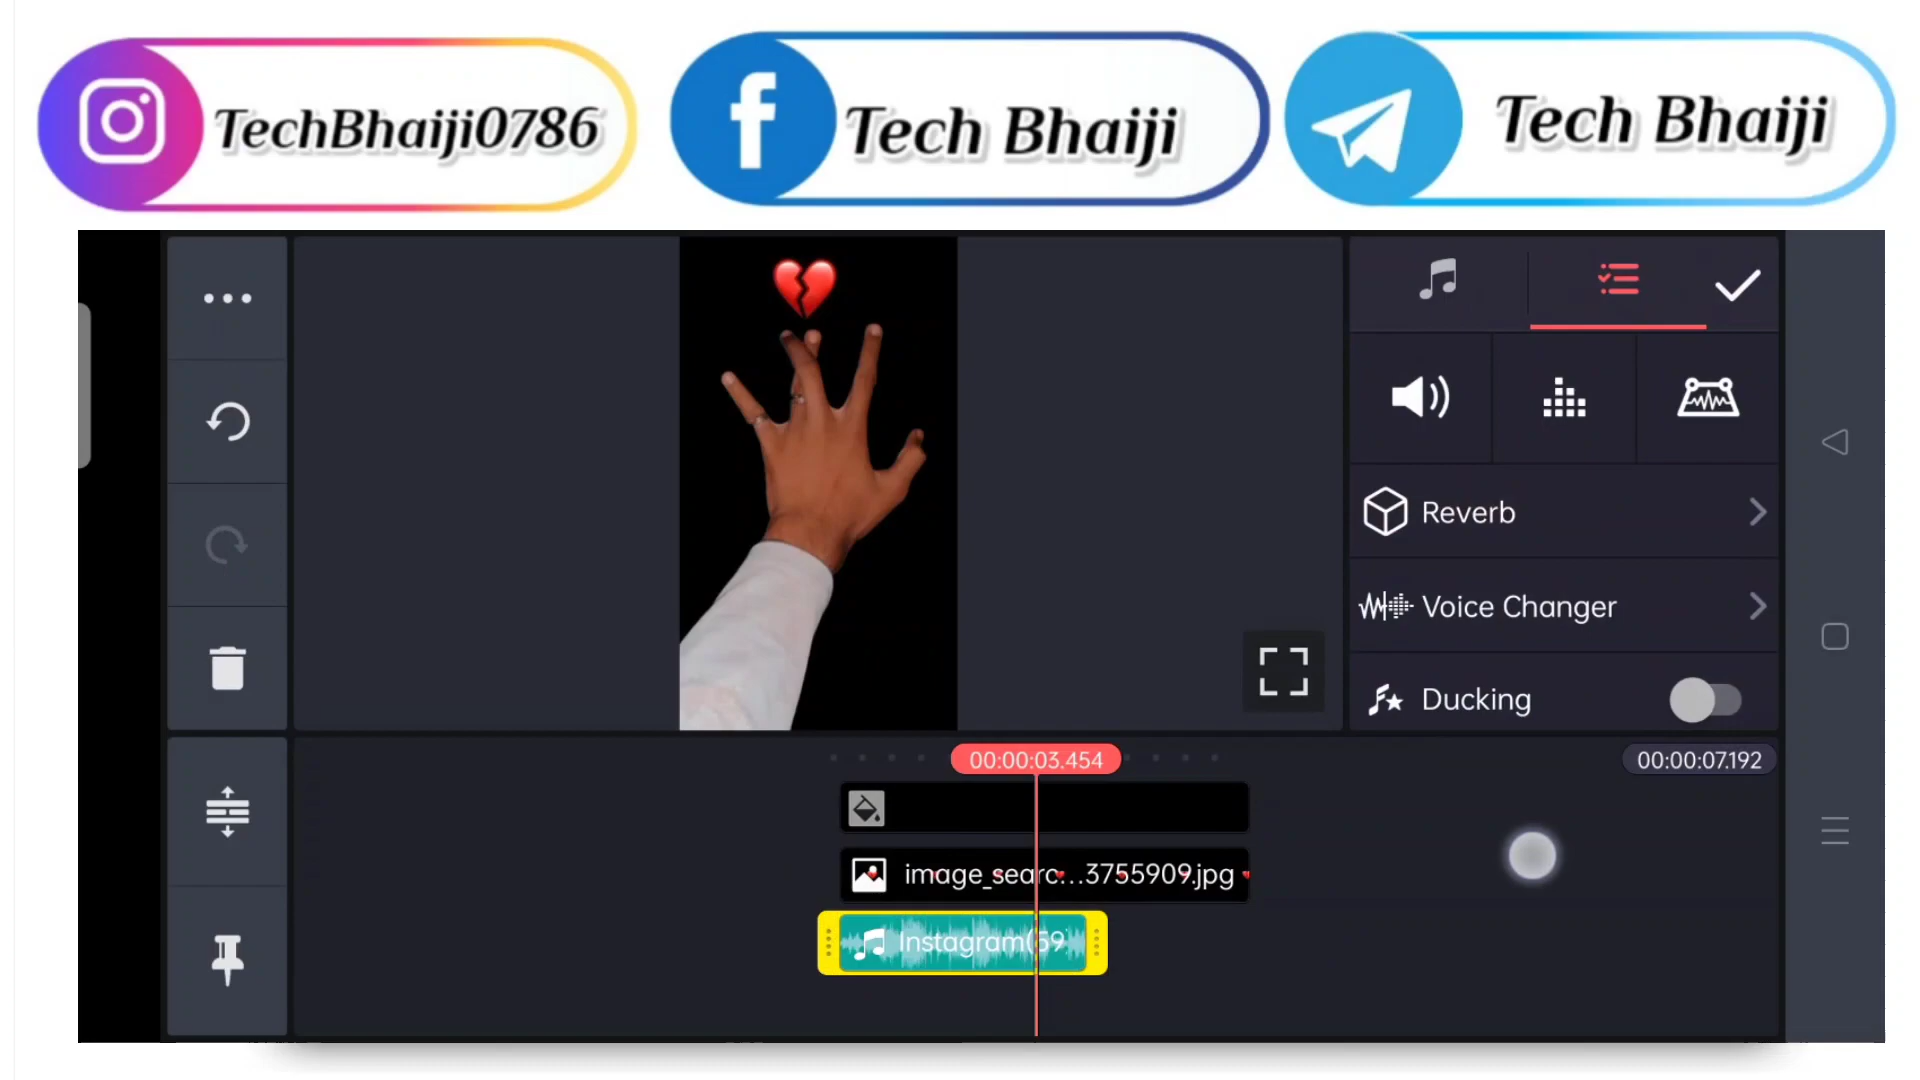 TechBhaiji0786
Tech Bhaiji
Tech Bhaiji
Reverb
Voice Changer
Ducking
00:00:03.454
00:00:07.192
image_searc...3755909.jpg
Instagram(59